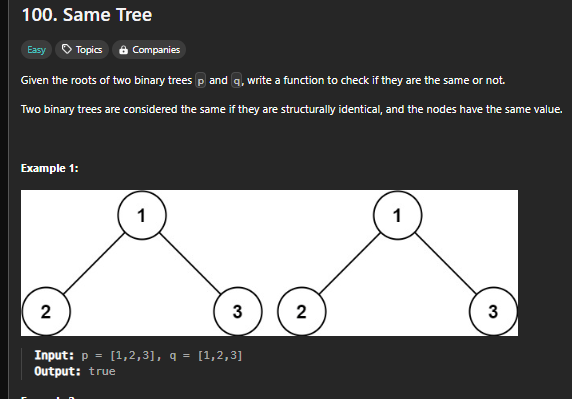 100. Same Tree
Easy Topics Companies
Given the roots of two binary trees p and q, write a function to check if they are the same or not.
Two binary trees are considered the same if they are structurally identical, and the nodes have the same value.
Example 1:
1 1
2 3 2 3
Input: p = [1,2,3], q = [1,2,3]
Output: true